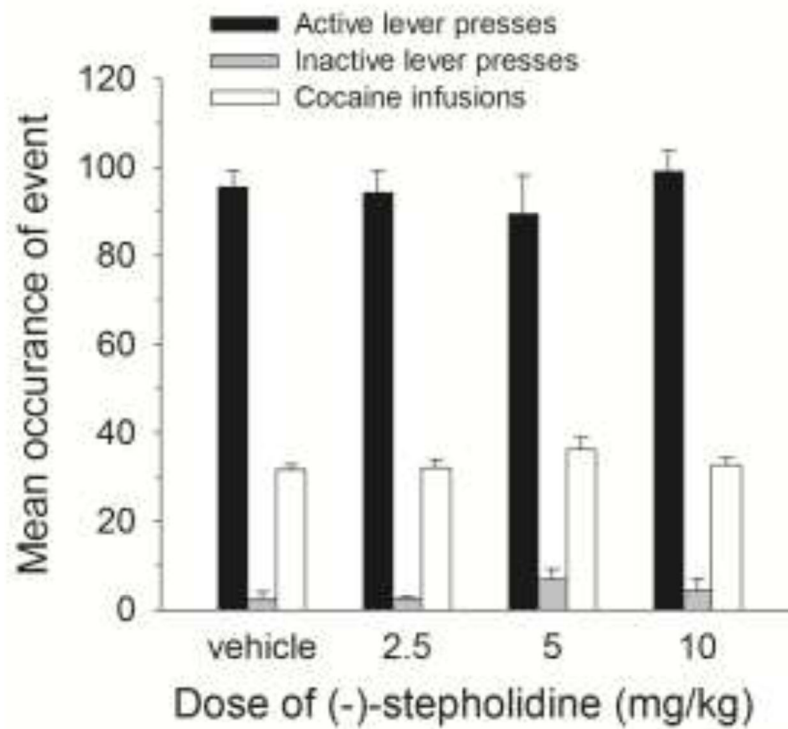 Active lever presses
Inactive lever presses
Cocaine infusions
120
100
80
60
40
20
0
Mean occurance of event
vehicle 2.5 5 10
Dose of (-)-stepholidine (mg/kg)